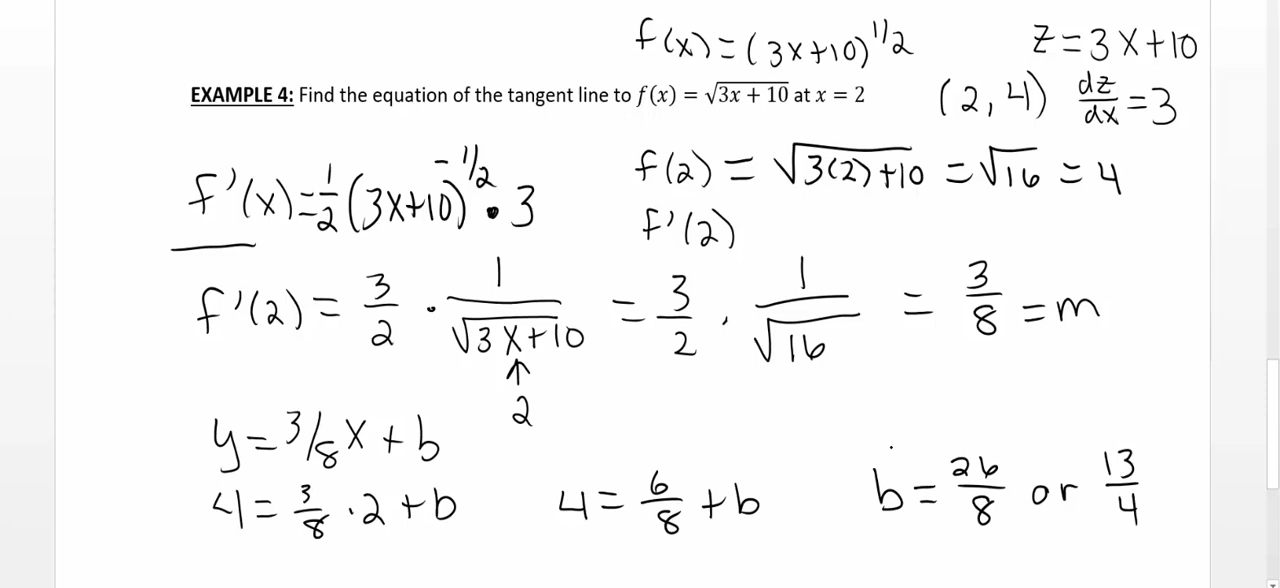 f(x) = (3x+10)^1/2
z = 3x+10
EXAMPLE 4: Find the equation of the tangent line to f(x) = √(3x + 10) at x = 2
(2,4) dz/dx = 3
f'(x) = 1/2 (3x+10)^-1/2 • 3
f(2) = √(3(2)+10) = √16 = 4
f'(2)
f'(2) = 3/2 · 1/√(3x+10) = 3/2 · 1/√16 = 3/8 = m
↑
2
y = 3/8 x + b
4 = 3/8 · 2 + b
4 = 6/8 + b
b = 26/8 or 13/4